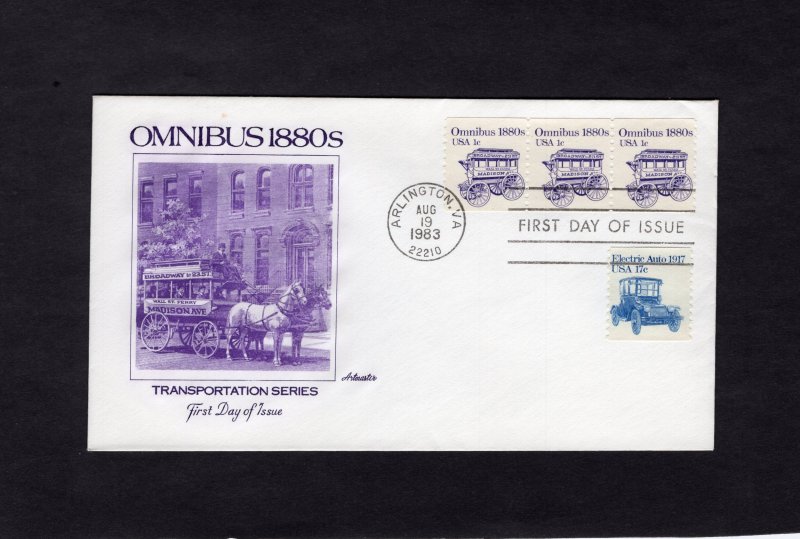 OMNIBUS 1880s
BROADWAY & EAST.
WALL ST. FERRY
MADISON AVE
Artmaster
TRANSPORTATION SERIES
First Day of Issue
Omnibus 1880s
USA 1c
MADISON
Omnibus 1880s
USA 1c
MADISON A
Omnibus 1880s
USA 1c
MADISON A
ARLINGTON, VA
AUG
19
1983
22210
FIRST DAY OF ISSUE
Electric Auto 1917
USA 17c